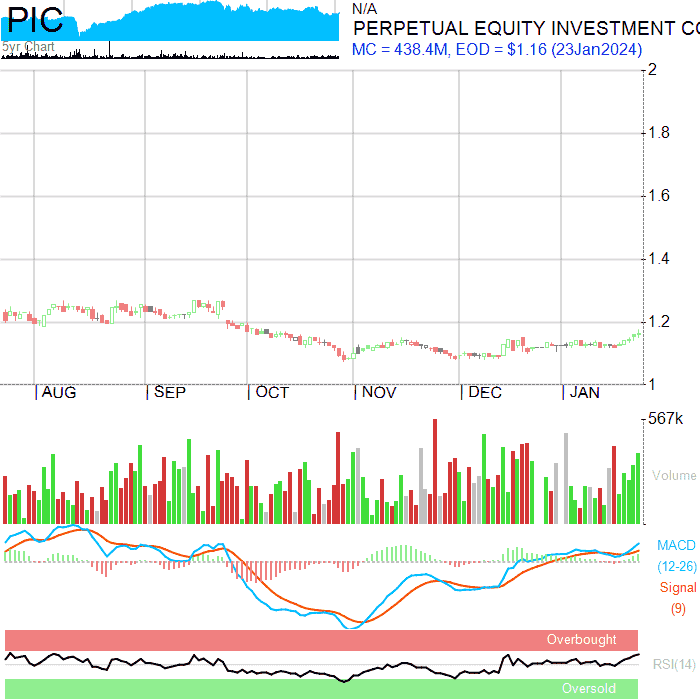 PIC
5yr Chart
N/A
PERPETUAL EQUITY INVESTMENT CO
MC = 438.4M, EOD = $1.16 (23Jan2024)
2
1.8
1.6
1.4
1.2
1
AUG SEP OCT NOV DEC JAN
567k
Volume
MACD
(12-26)
Signal
(9)
Overbought
RSI(14)
Oversold